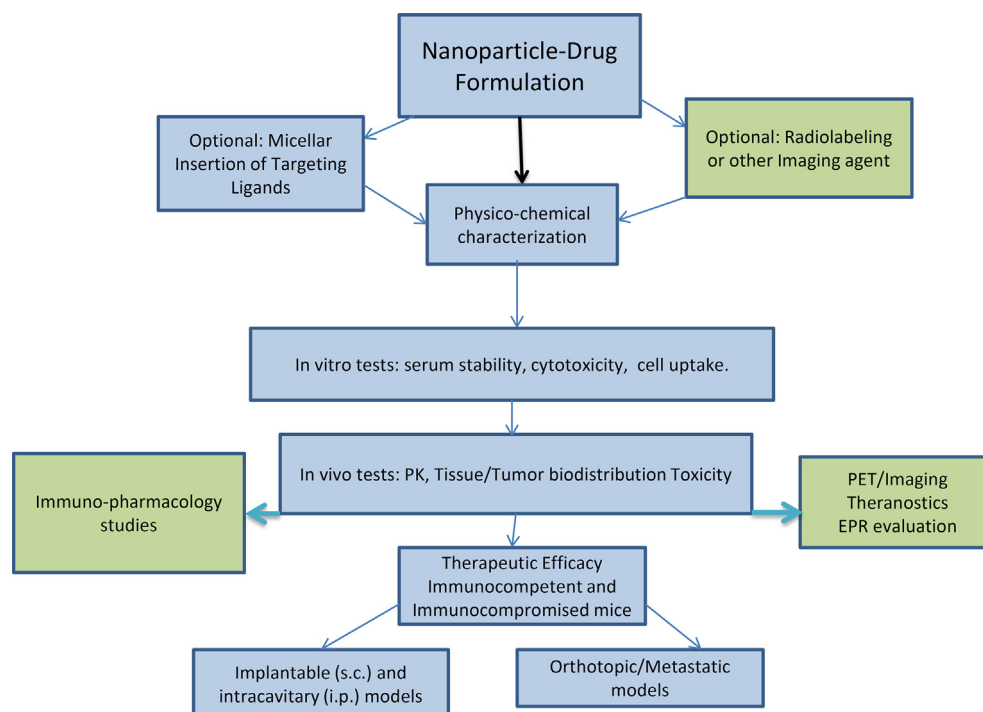 Nanoparticle-Drug
Formulation
Optional: Micellar
Insertion of Targeting
Ligands
Optional: Radiolabeling
or other Imaging agent
Physico-chemical
characterization
In vitro tests: serum stability, cytotoxicity, cell uptake.
Immuno-pharmacology
studies
In vivo tests: PK, Tissue/Tumor biodistribution Toxicity
PET/Imaging
Theranostics
EPR evaluation
Therapeutic Efficacy
Immunocompetent and
Immunocompromised mice
Implantable (s.c.) and
intracavitary (i.p.) models
Orthotopic/Metastatic
models